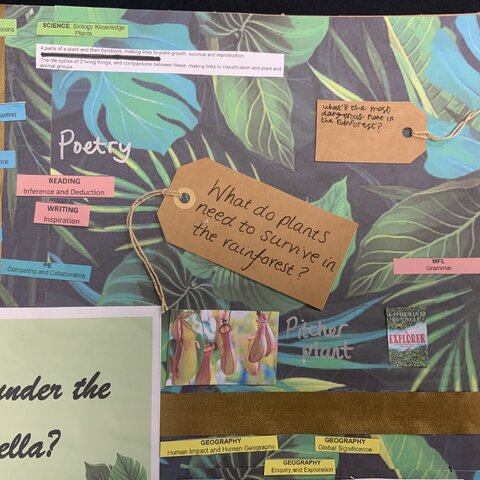 SCIENCE: Biology Knowledge
Plants
4 parts of a plant and their functions, making links to plant growth, survival and reproduction.
The life cycles of 2 living things, and comparisons between these, making links to classification and plant and
animal groups.
What's the most
dangerous plant in
the rainforest?
Poetry
READING
Inference and Deduction
WRITING
Inspiration
What do plants
need to survive in
the rainforest?
PE
Competing and Collaborating
MFL
Grammar
Pitcher
plant
KATHERINE
RUNDELL
EXPLORER
under the
ella?
GEOGRAPHY
Human Impact and Human Geography
GEOGRAPHY
Global Significance
GEOGRAPHY
Enquiry and Exploration